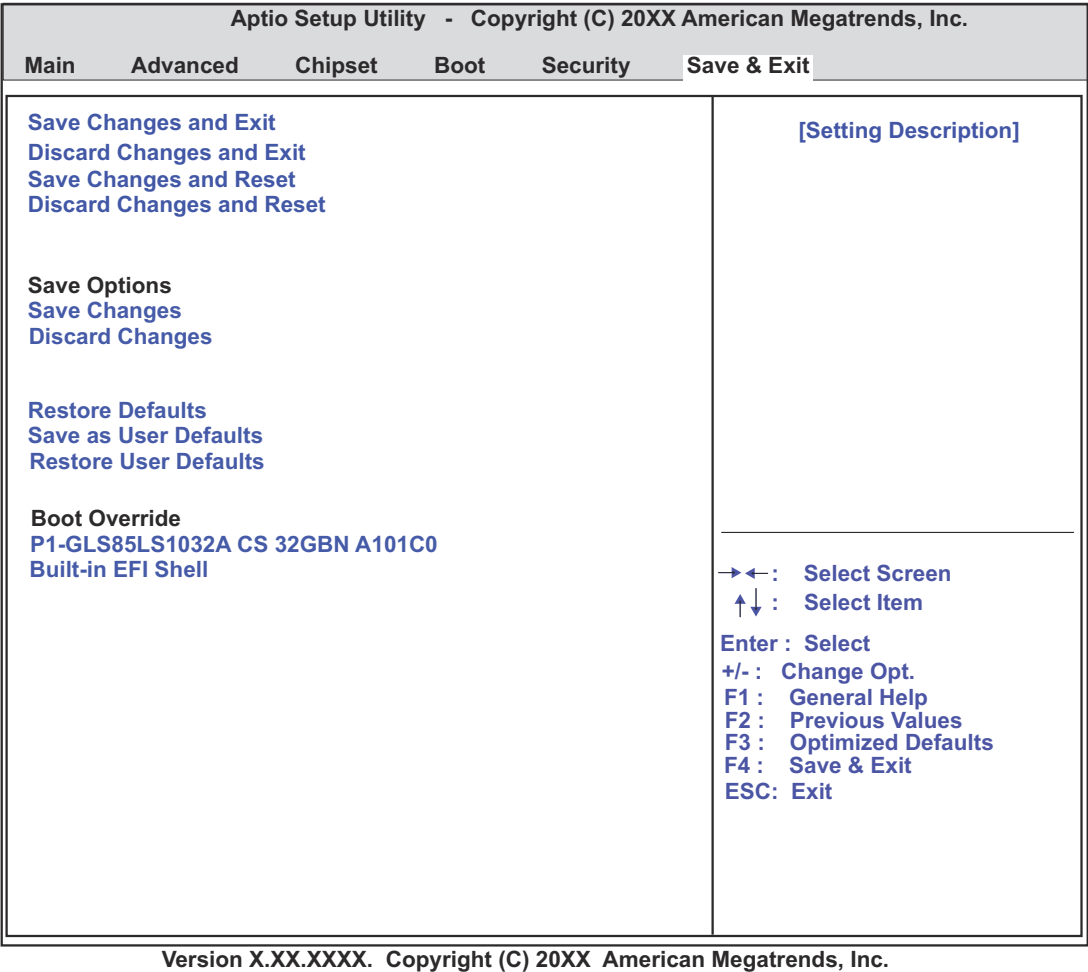 Aptio Setup Utility - Copyright (C) 20XX American Megatrends, Inc.
Main Advanced Chipset Boot Security Save & Exit
Save Changes and Exit
Discard Changes and Exit
Save Changes and Reset
Discard Changes and Reset
Save Options
Save Changes
Discard Changes
Restore Defaults
Save as User Defaults
Restore User Defaults
Boot Override
P1-GLS85LS1032A CS 32GBN A101C0
Built-in EFI Shell
[Setting Description]
→←: Select Screen
↑↓ : Select Item
Enter : Select
+/- : Change Opt.
F1 : General Help
F2 : Previous Values
F3 : Optimized Defaults
F4 : Save & Exit
ESC: Exit
Version X.XX.XXXX. Copyright (C) 20XX American Megatrends, Inc.